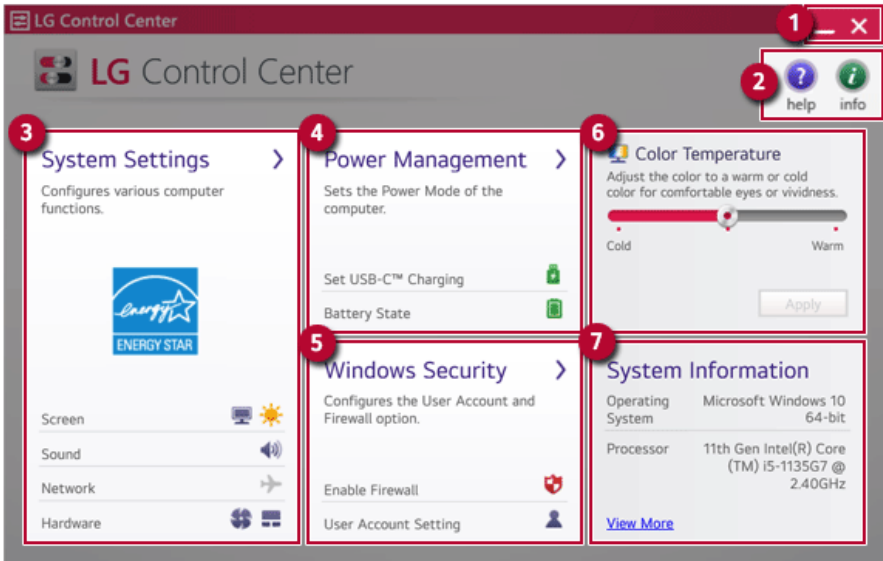 LG Control Center
1
LG Control Center
2
? i
help info
3
System Settings
Configures various computer
functions.
energy
ENERGY STAR
Screen
Sound
Network
Hardware
4
Power Management
Sets the Power Mode of the
computer.
Set USB-C™ Charging
Battery State
5
Windows Security
Configures the User Account and
Firewall option.
Enable Firewall
User Account Setting
6
Color Temperature
Adjust the color to a warm or cold
color for comfortable eyes or vividness.
Cold Warm
Apply
7
System Information
Operating Microsoft Windows 10
System 64-bit
Processor 11th Gen Intel(R) Core
(TM) i5-1135G7 @
2.40GHz
View More